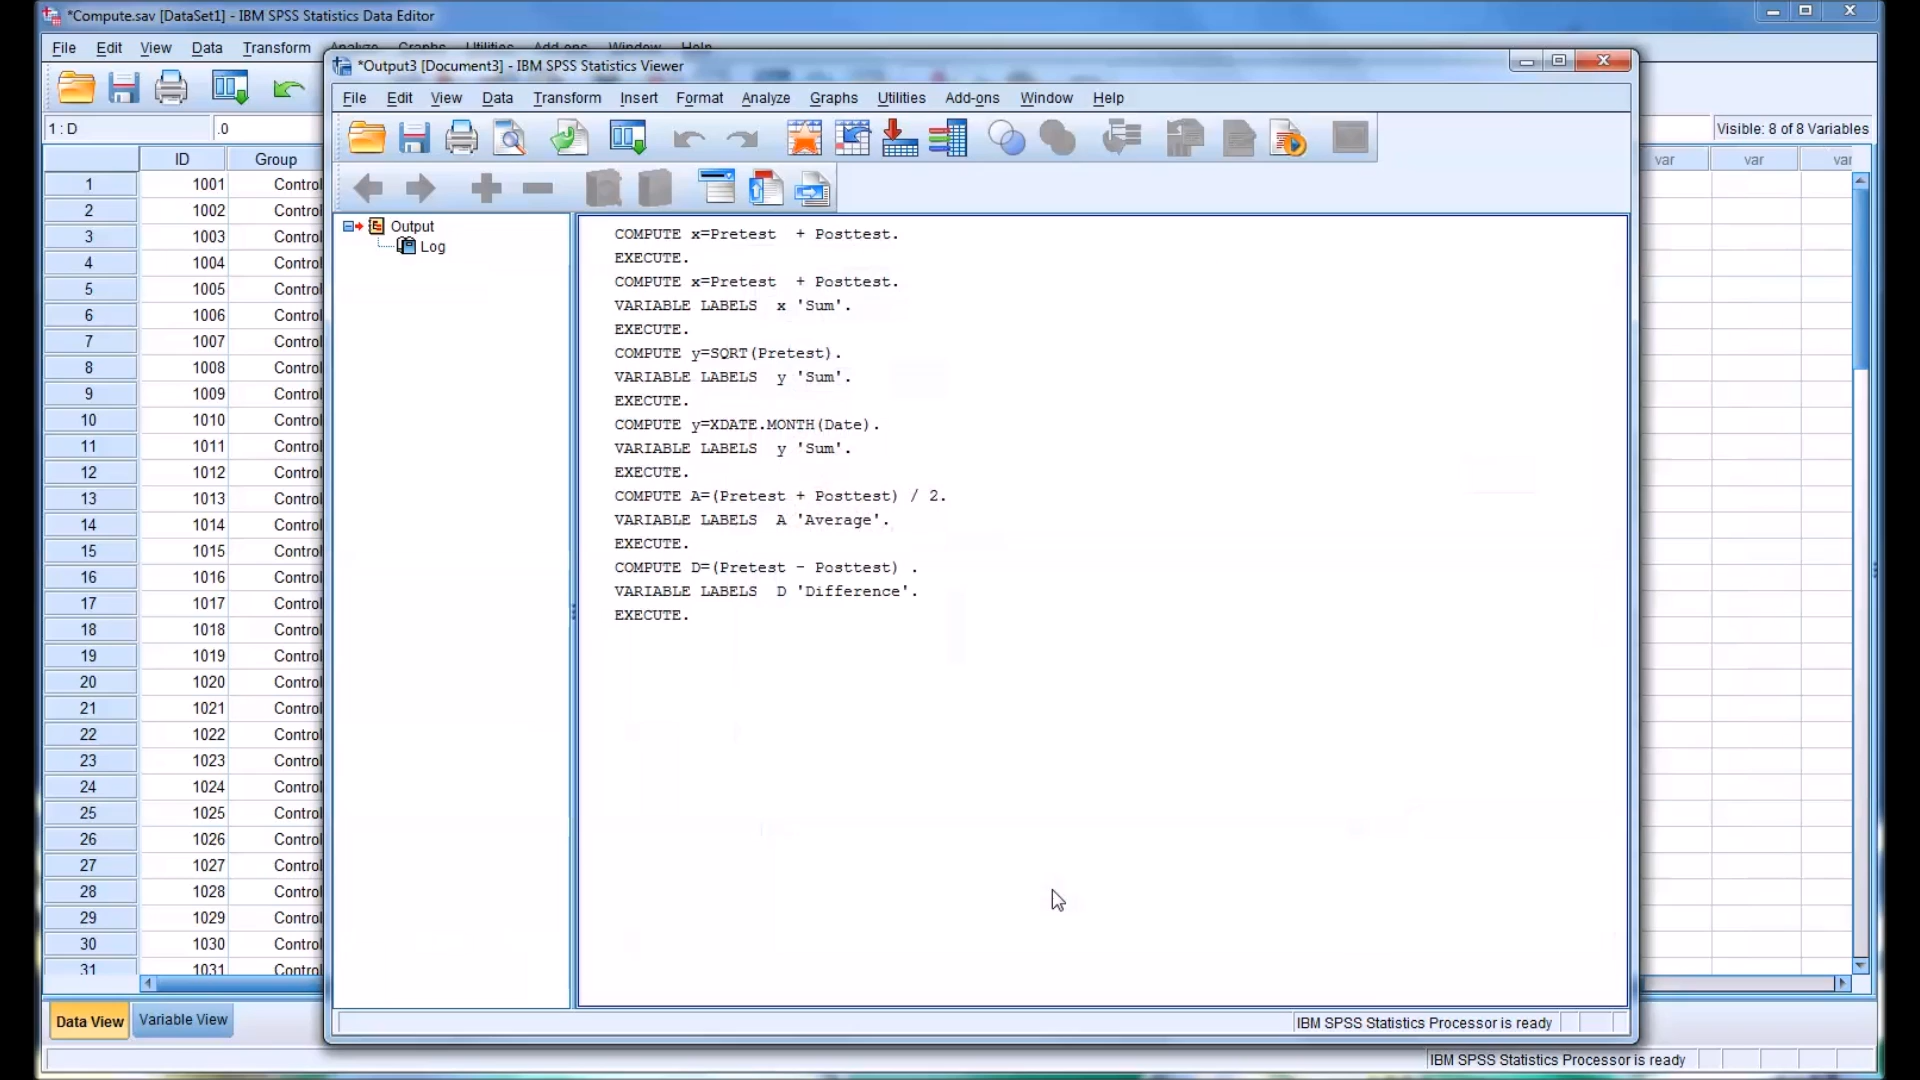 *Compute.sav [DataSet1] - IBM SPSS Statistics Data Editor
File Edit View Data Transform Analyze Graphs Utilities Add-ons Window Help
1 : D .0
Visible: 8 of 8 Variables
ID Group var var var
1 1001 Control
2 1002 Control
3 1003 Control
4 1004 Control
5 1005 Control
6 1006 Control
7 1007 Control
8 1008 Control
9 1009 Control
10 1010 Control
11 1011 Control
12 1012 Control
13 1013 Control
14 1014 Control
15 1015 Control
16 1016 Control
17 1017 Control
18 1018 Control
19 1019 Control
20 1020 Control
21 1021 Control
22 1022 Control
23 1023 Control
24 1024 Control
25 1025 Control
26 1026 Control
27 1027 Control
28 1028 Control
29 1029 Control
30 1030 Control
31 1031 Control
Data View Variable View
IBM SPSS Statistics Processor is ready
*Output3 [Document3] - IBM SPSS Statistics Viewer
File Edit View Data Transform Insert Format Analyze Graphs Utilities Add-ons Window Help
Output
Log
COMPUTE x=Pretest + Posttest.
EXECUTE.
COMPUTE x=Pretest + Posttest.
VARIABLE LABELS x 'Sum'.
EXECUTE.
COMPUTE y=SQRT(Pretest).
VARIABLE LABELS y 'Sum'.
EXECUTE.
COMPUTE y=XDATE.MONTH(Date).
VARIABLE LABELS y 'Sum'.
EXECUTE.
COMPUTE A=(Pretest + Posttest) / 2.
VARIABLE LABELS A 'Average'.
EXECUTE.
COMPUTE D=(Pretest - Posttest) .
VARIABLE LABELS D 'Difference'.
EXECUTE.
IBM SPSS Statistics Processor is ready